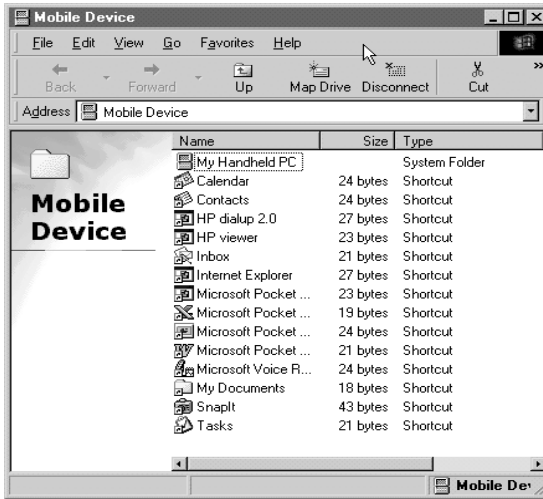 Mobile Device
File Edit View Go Favorites Help
Back Forward Up Map Drive Disconnect Cut »
Address Mobile Device
Mobile Device
Name Size Type
My Handheld PC System Folder
Calendar 24 bytes Shortcut
Contacts 24 bytes Shortcut
HP dialup 2.0 27 bytes Shortcut
HP viewer 23 bytes Shortcut
Inbox 21 bytes Shortcut
Internet Explorer 27 bytes Shortcut
Microsoft Pocket ... 23 bytes Shortcut
Microsoft Pocket ... 19 bytes Shortcut
Microsoft Pocket ... 24 bytes Shortcut
Microsoft Pocket ... 21 bytes Shortcut
Microsoft Voice R... 24 bytes Shortcut
My Documents 18 bytes Shortcut
SnapIt 43 bytes Shortcut
Tasks 21 bytes Shortcut
Mobile De